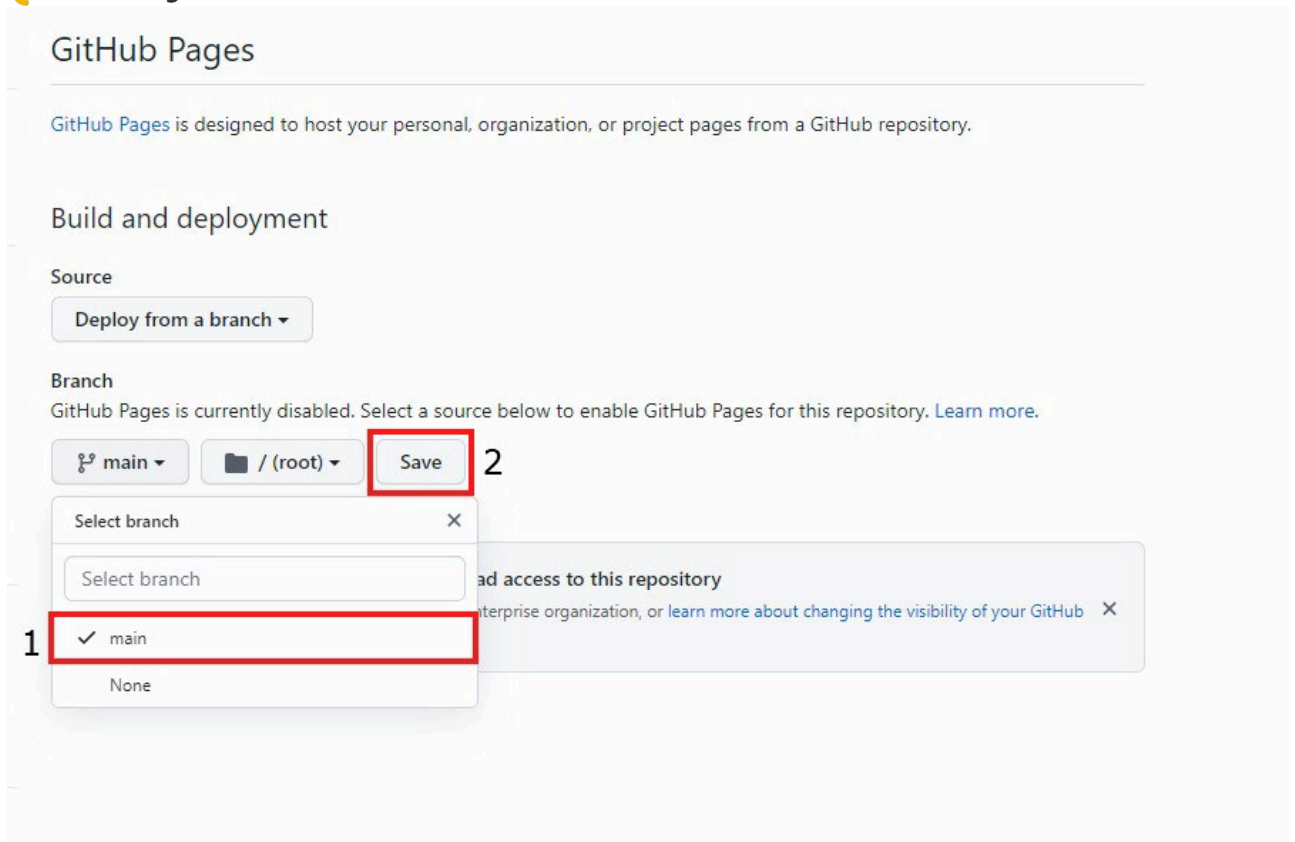 GitHub Pages
GitHub Pages is designed to host your personal, organization, or project pages from a GitHub repository.
Build and deployment
Source
Deploy from a branch
Branch
GitHub Pages is currently disabled. Select a source below to enable GitHub Pages for this repository. Learn more.
main / (root) Save 2
Select branch
Select branch
access to this repository
organization, or learn more about changing the visibility of your GitHub
1 main
None